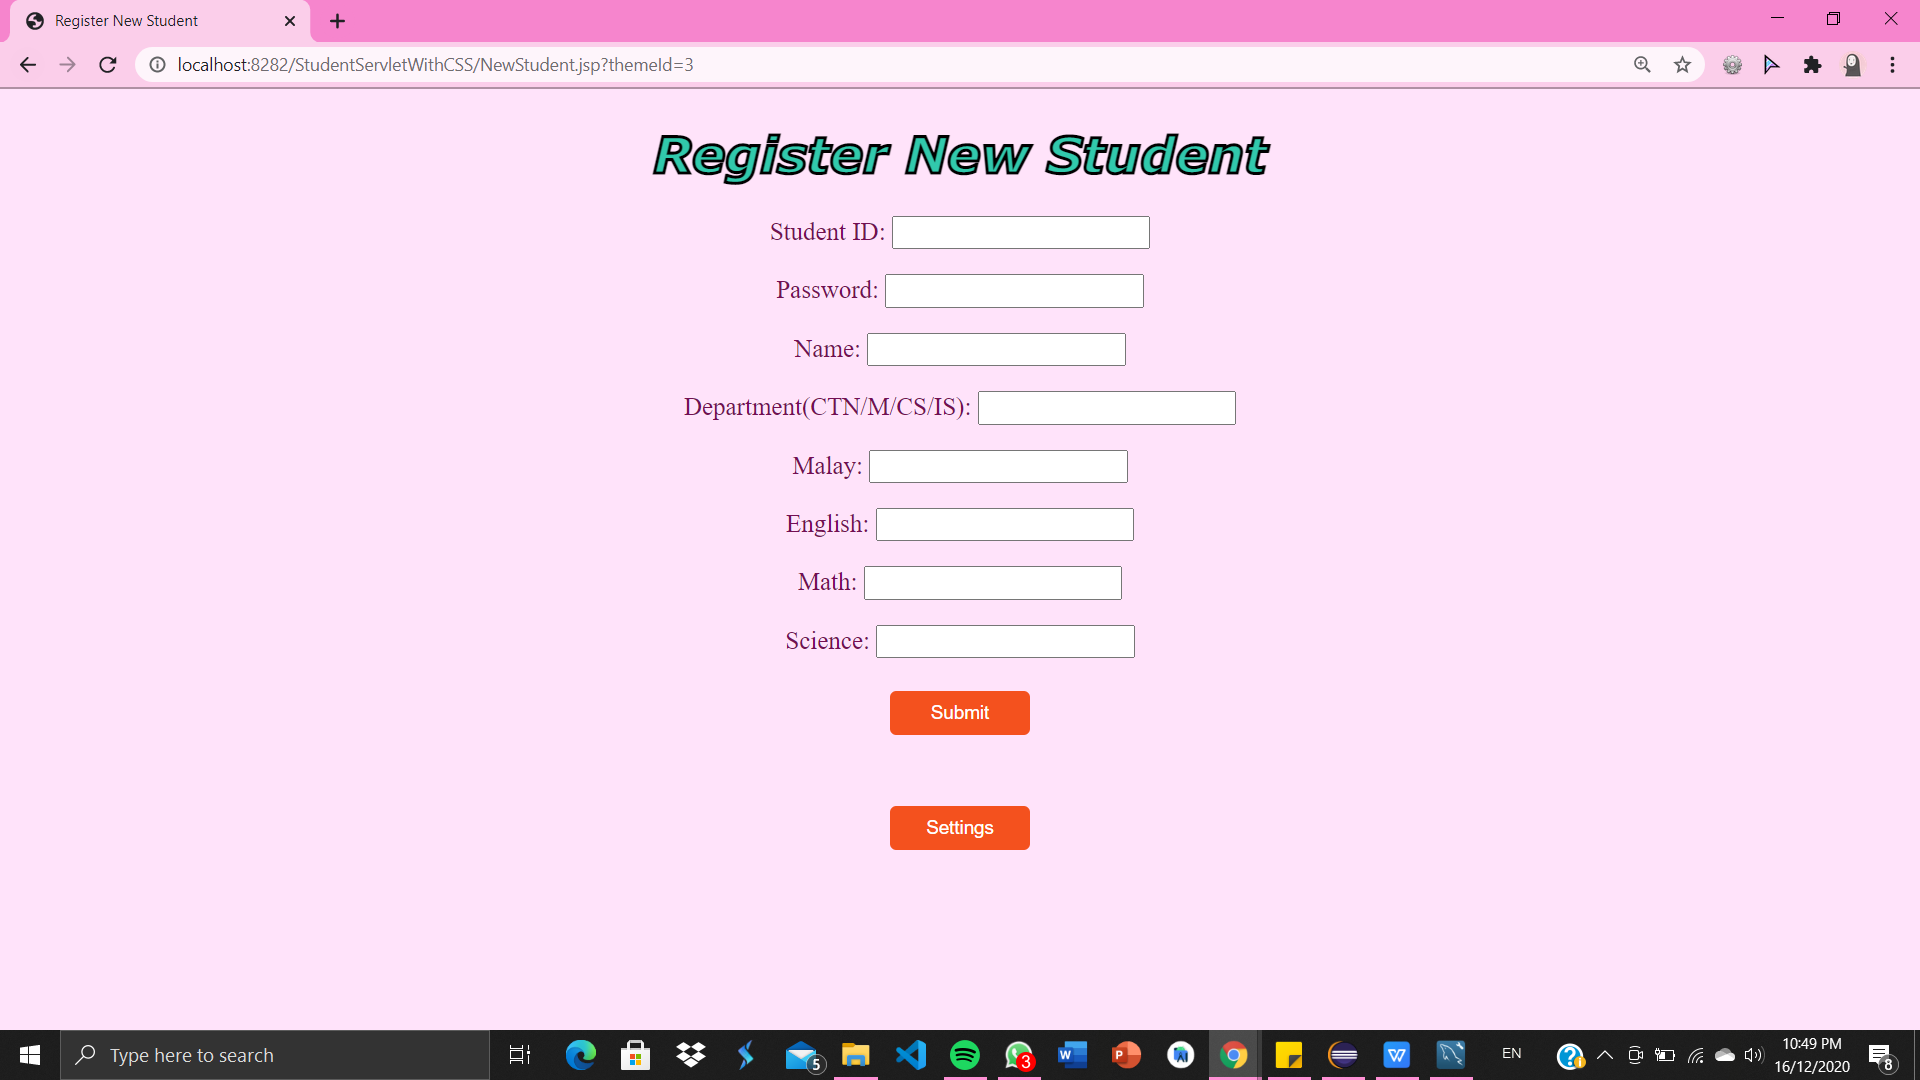 Register New Student
localhost:8282/StudentServletWithCSS/NewStudent.jsp?themeId=3
Register New Student
Student ID:
Password:
Name:
Department(CTN/M/CS/IS):
Malay:
English:
Math:
Science:
Submit
Settings
Type here to search
5
3
EN
10:49 PM
16/12/2020
8